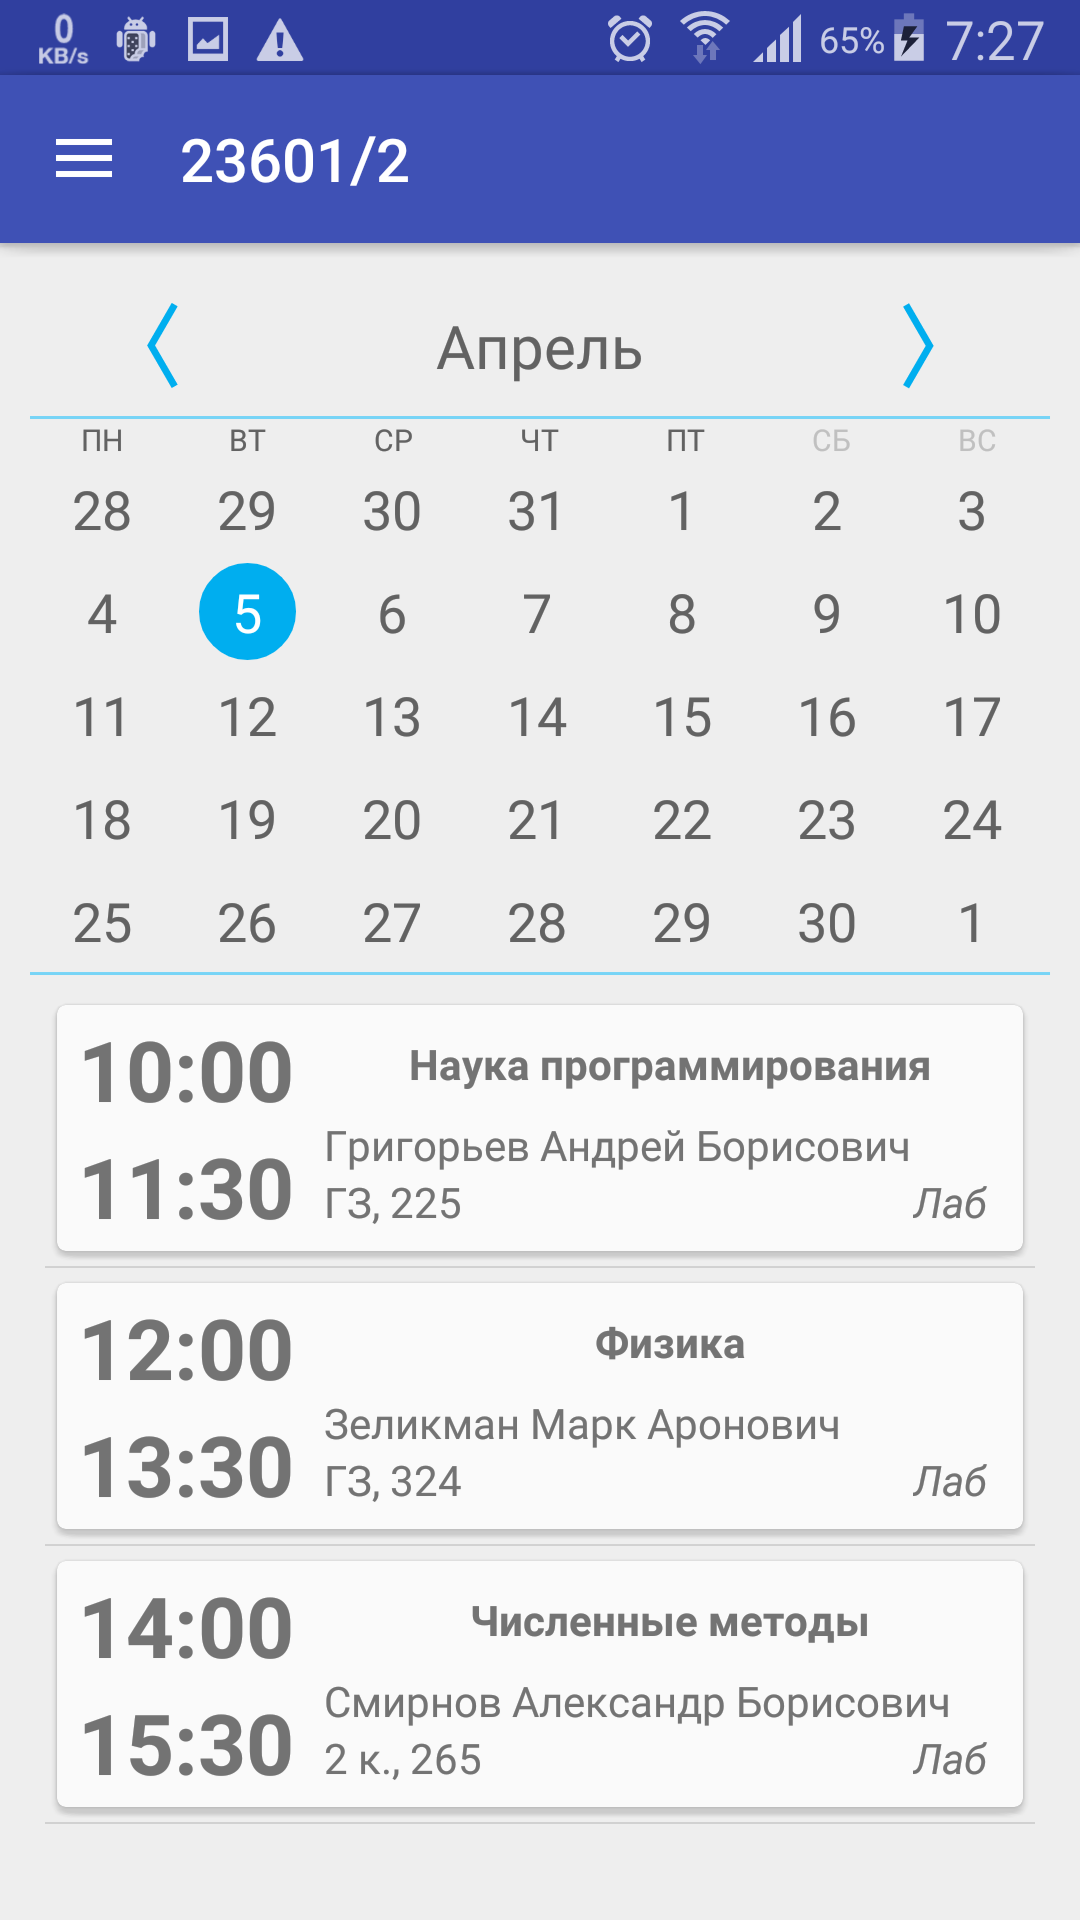 0 KB/s 65% 7:27
23601/2
Апрель
ПН ВТ СР ЧТ ПТ СБ ВС
28 29 30 31 1 2 3
4 5 6 7 8 9 10
11 12 13 14 15 16 17
18 19 20 21 22 23 24
25 26 27 28 29 30 1
10:00 Наука программирования
Григорьев Андрей Борисович
11:30 ГЗ, 225 Лаб
12:00 Физика
Зеликман Марк Аронович
13:30 ГЗ, 324 Лаб
14:00 Численные методы
Смирнов Александр Борисович
15:30 2 к., 265 Лаб